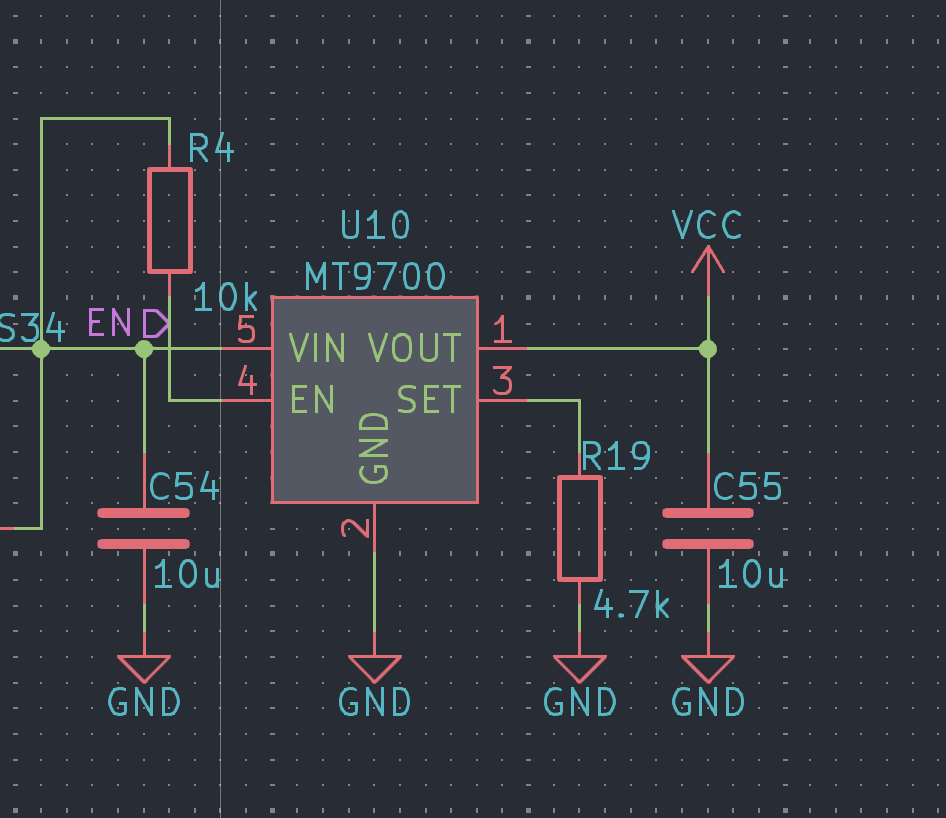 R4
U10
VCC
MT9700
10k
S34
EN
5
1
VIN
VOUT
4
3
EN
SET
GND
R19
C54
C55
2
10u
10u
4.7k
GND
GND
GND
GND